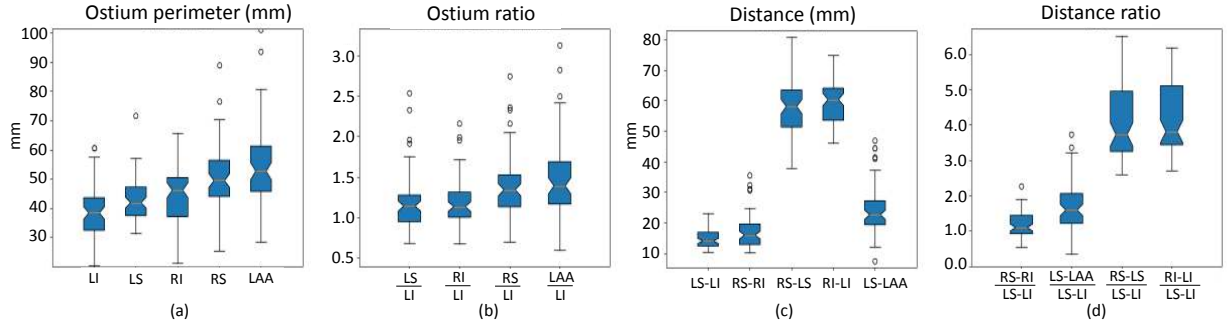 Ostium perimeter (mm)
mm
100
90
80
70
60
50
40
30
LI LS RI RS LAA
(a)
Ostium ratio
3.0
2.5
2.0
1.5
1.0
0.5
LS RI RS LAA
LI LI LI LI
(b)
Distance (mm)
mm
80
70
60
50
40
30
20
10
LS-LI RS-RI RS-LS RI-LI LS-LAA
(c)
Distance ratio
6.0
5.0
4.0
3.0
2.0
1.0
0.0
RS-RI LS-LAA RS-LS RI-LI
LS-LI LS-LI LS-LI LS-LI
(d)